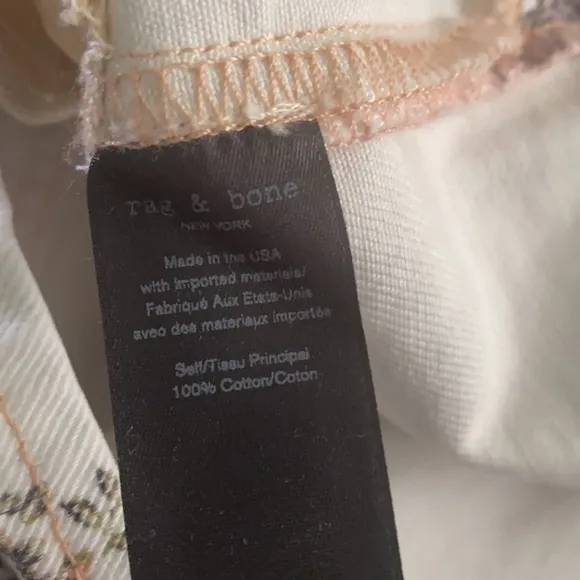 rag & bone
NEW YORK
Made in the USA
with imported materials/
Fabriqué Aux Etats-Unis
avec des materiaux importés
Self/Tissu Principal
100% Cotton/Coton